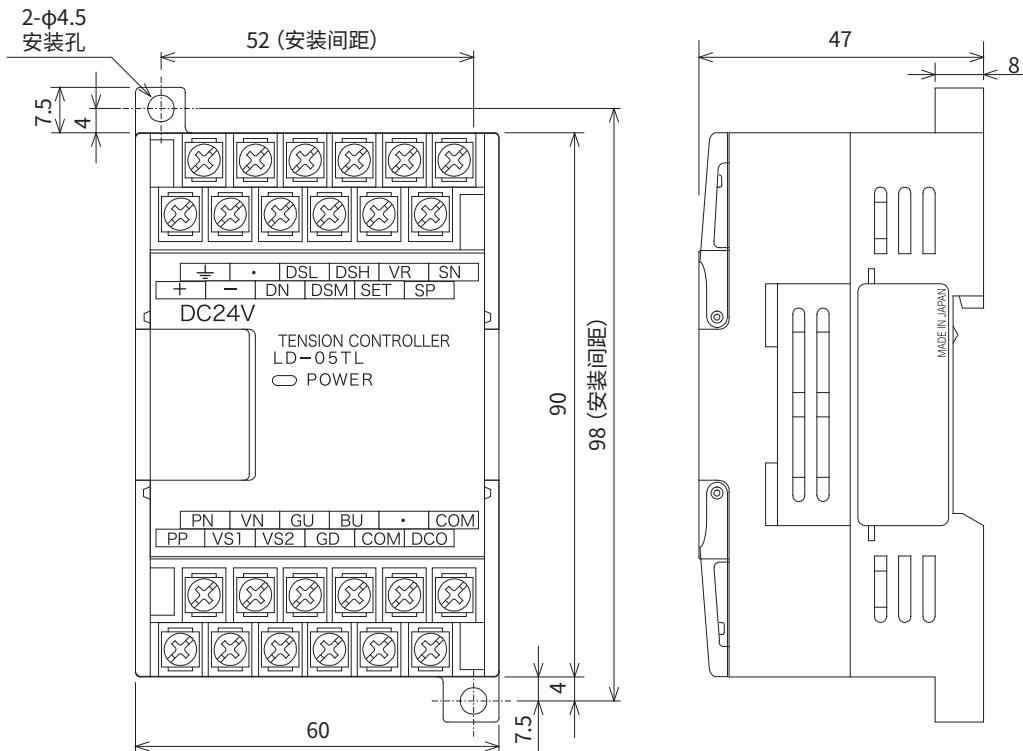 2-φ4.5
安装孔
52 (安装间距)
47
8
7.5
4
⏚ · DSL DSH VR SN
+ − DN DSM SET SP
DC24V
TENSION CONTROLLER
LD-05TL
POWER
MADE IN JAPAN
90
98 (安装间距)
PN VN GU BU · COM
PP VS1 VS2 GD COM DCO
4
7.5
60